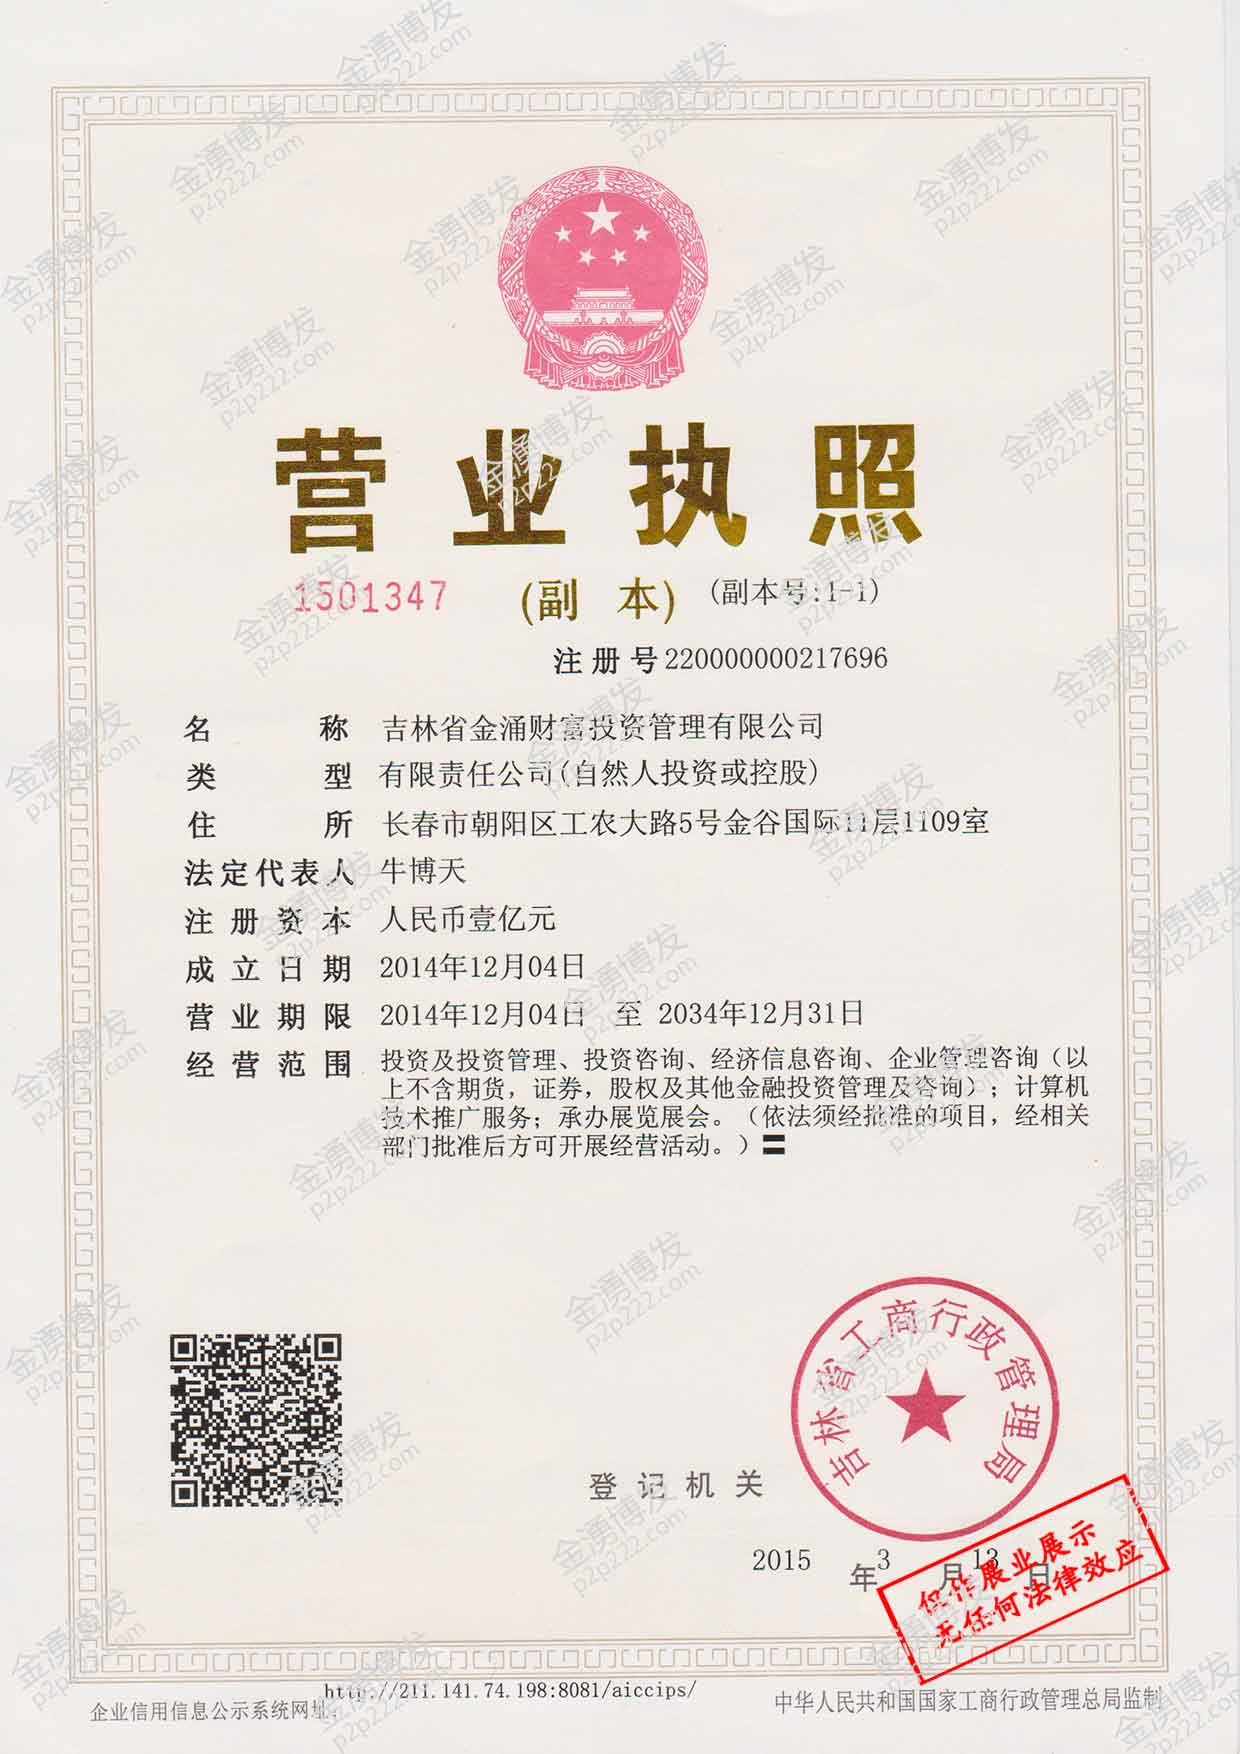 营业执照
1501347 (副 本) (副本号:1-1)
注册号220000000217696
名 称 吉林省金涌财富投资管理有限公司
类 型 有限责任公司(自然人投资或控股)
住 所 长春市朝阳区工农大路5号金谷国际11层1109室
法定代表人 牛博天
注册资本 人民币壹亿元
成立日期 2014年12月04日
营业期限 2014年12月04日 至 2034年12月31日
经营范围 投资及投资管理、投资咨询、经济信息咨询、企业管理咨询（以
上不含期货，证券，股权及其他金融投资管理及咨询）；计算机
技术推广服务；承办展览展会。（依法须经批准的项目，经相关
部门批准后方可开展经营活动。）
吉林省工商行政管理局
登记机关
2015 年 3 月 13 日
仅作展业展示
无任何法律效应
企业信用信息公示系统网址: http://211.141.74.198:8081/aiccips/
中华人民共和国国家工商行政管理总局监制
金湧博发
p2p222.com